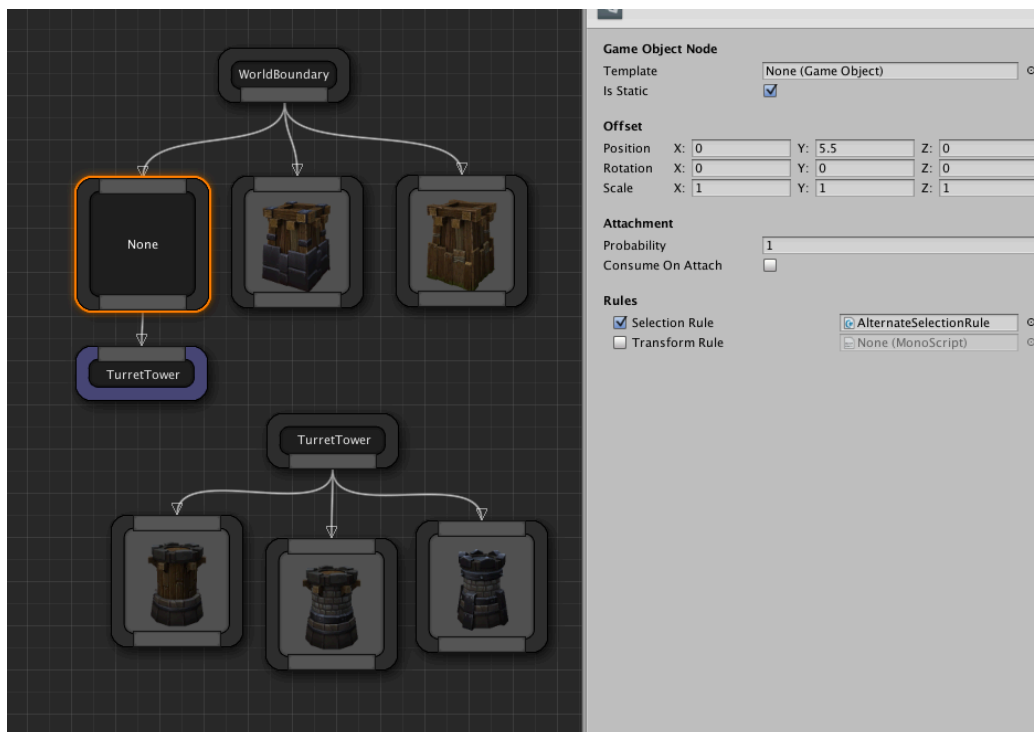 WorldBoundary
None
TurretTower
TurretTower
Game Object Node
Template None (Game Object)
Is Static
Offset
Position X: 0 Y: 5.5 Z: 0
Rotation X: 0 Y: 0 Z: 0
Scale X: 1 Y: 1 Z: 1
Attachment
Probability 1
Consume On Attach
Rules
Selection Rule AlternateSelectionRule
Transform Rule None (MonoScript)